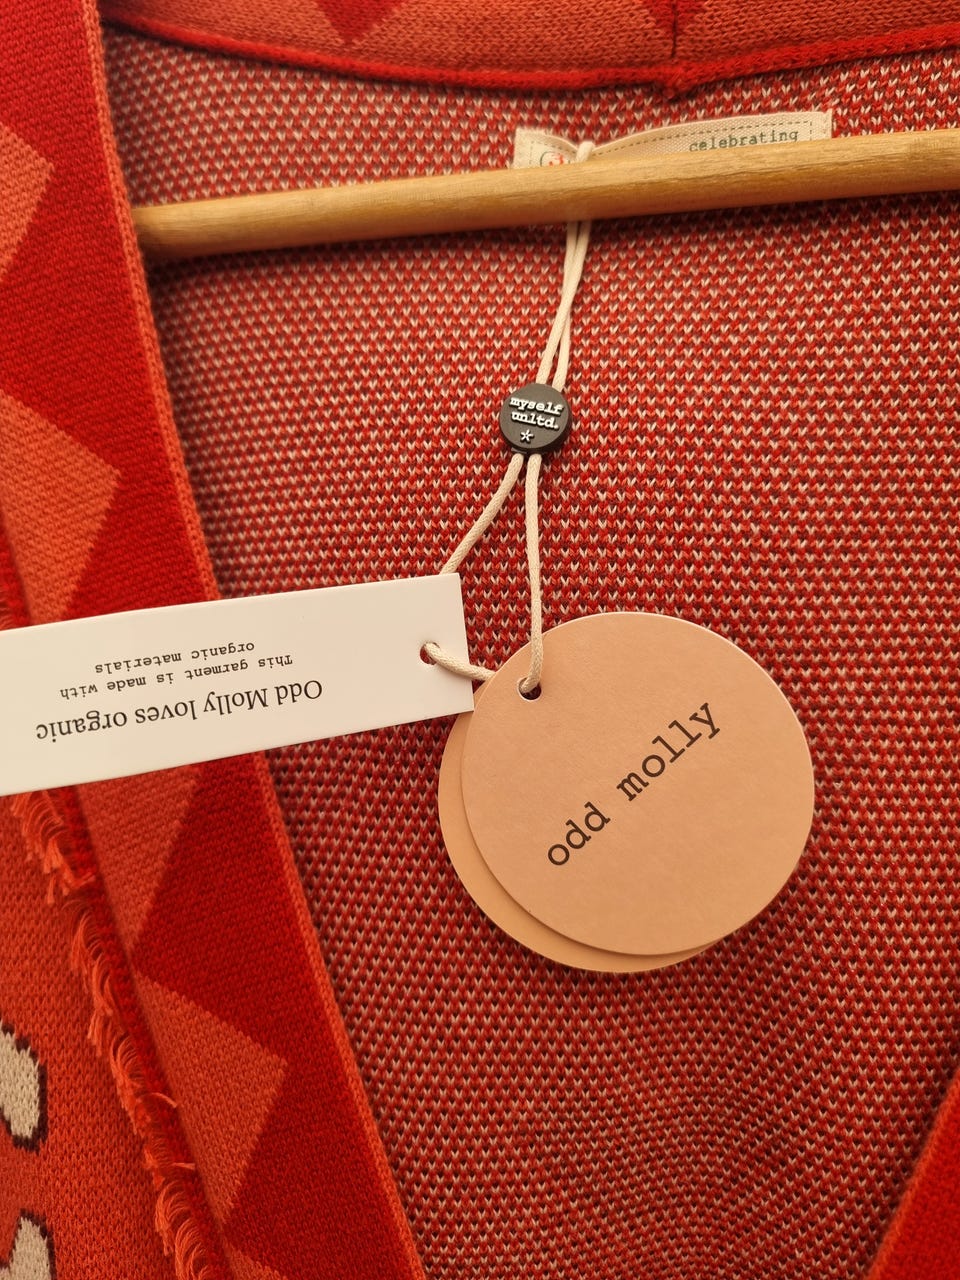 celebrating
myself
unltd.
Odd Molly loves organic
This garment is made with
organic materials
odd molly